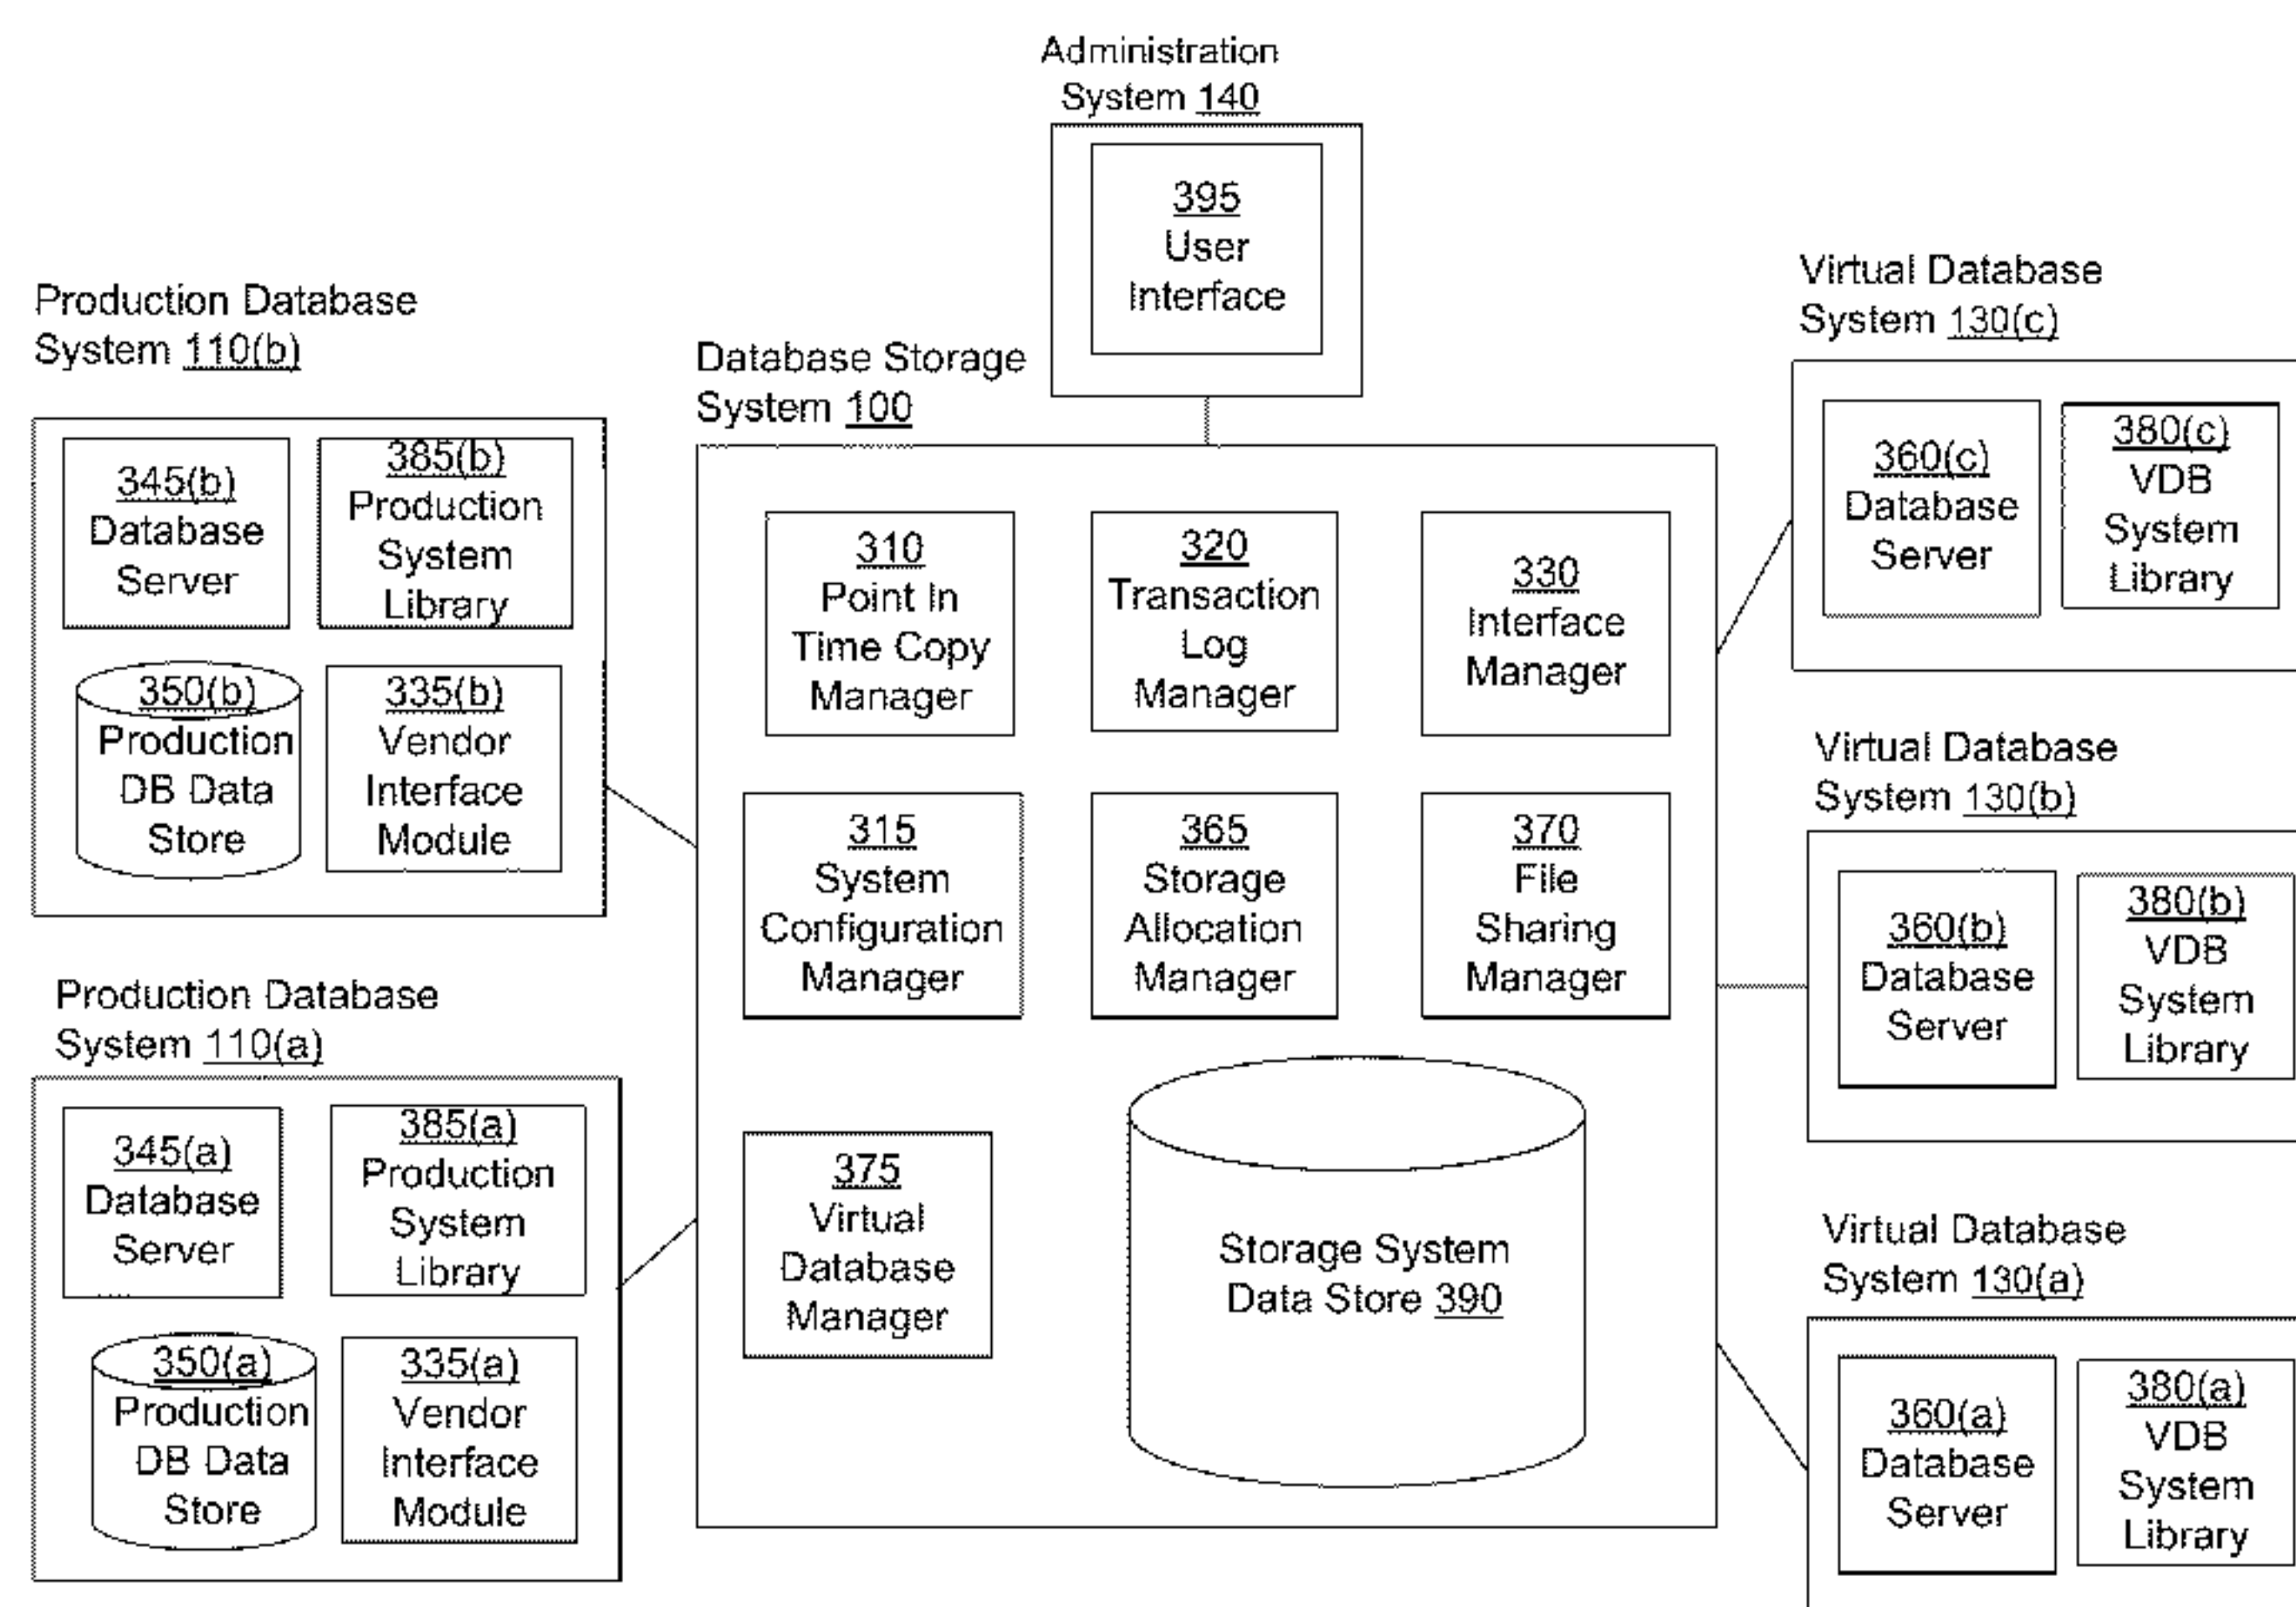 Administration
System 140
395
User
Interface
Production Database
System 110(b)
345(b)
Database
Server
385(b)
Production
System
Library
350(b)
Production
DB Data
Store
335(b)
Vendor
Interface
Module
Production Database
System 110(a)
345(a)
Database
Server
385(a)
Production
System
Library
350(a)
Production
DB Data
Store
335(a)
Vendor
Interface
Module
Database Storage
System 100
310
Point In
Time Copy
Manager
320
Transaction
Log
Manager
330
Interface
Manager
315
System
Configuration
Manager
365
Storage
Allocation
Manager
370
File
Sharing
Manager
375
Virtual
Database
Manager
Storage System
Data Store 390
Virtual Database
System 130(c)
360(c)
Database
Server
380(c)
VDB
System
Library
Virtual Database
System 130(b)
360(b)
Database
Server
380(b)
VDB
System
Library
Virtual Database
System 130(a)
360(a)
Database
Server
380(a)
VDB
System
Library